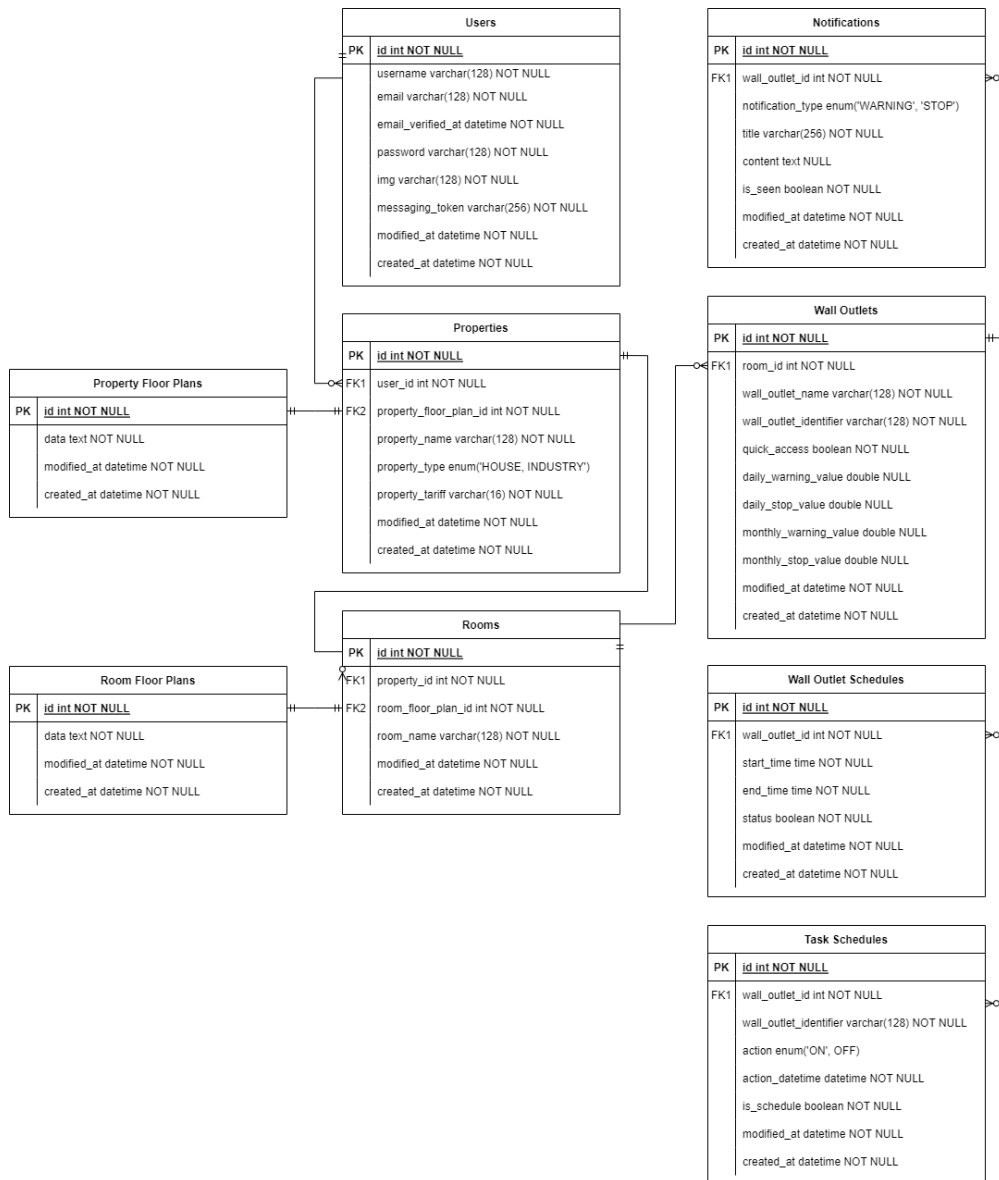 Users
PK id int NOT NULL
username varchar(128) NOT NULL
email varchar(128) NOT NULL
email_verified_at datetime NOT NULL
password varchar(128) NOT NULL
img varchar(128) NOT NULL
messaging_token varchar(256) NOT NULL
modified_at datetime NOT NULL
created_at datetime NOT NULL
Properties
PK id int NOT NULL
FK1 user_id int NOT NULL
FK2 property_floor_plan_id int NOT NULL
property_name varchar(128) NOT NULL
property_type enum('HOUSE, INDUSTRY')
property_tariff varchar(16) NOT NULL
modified_at datetime NOT NULL
created_at datetime NOT NULL
Property Floor Plans
PK id int NOT NULL
data text NOT NULL
modified_at datetime NOT NULL
created_at datetime NOT NULL
Rooms
PK id int NOT NULL
FK1 property_id int NOT NULL
FK2 room_floor_plan_id int NOT NULL
room_name varchar(128) NOT NULL
modified_at datetime NOT NULL
created_at datetime NOT NULL
Room Floor Plans
PK id int NOT NULL
data text NOT NULL
modified_at datetime NOT NULL
created_at datetime NOT NULL
Notifications
PK id int NOT NULL
FK1 wall_outlet_id int NOT NULL
notification_type enum('WARNING', 'STOP')
title varchar(256) NOT NULL
content text NULL
is_seen boolean NOT NULL
modified_at datetime NOT NULL
created_at datetime NOT NULL
Wall Outlets
PK id int NOT NULL
FK1 room_id int NOT NULL
wall_outlet_name varchar(128) NOT NULL
wall_outlet_identifier varchar(128) NOT NULL
quick_access boolean NOT NULL
daily_warning_value double NULL
daily_stop_value double NULL
monthly_warning_value double NULL
monthly_stop_value double NULL
modified_at datetime NOT NULL
created_at datetime NOT NULL
Wall Outlet Schedules
PK id int NOT NULL
FK1 wall_outlet_id int NOT NULL
start_time time NOT NULL
end_time time NOT NULL
status boolean NOT NULL
modified_at datetime NOT NULL
created_at datetime NOT NULL
Task Schedules
PK id int NOT NULL
FK1 wall_outlet_id int NOT NULL
wall_outlet_identifier varchar(128) NOT NULL
action enum('ON', OFF)
action_datetime datetime NOT NULL
is_schedule boolean NOT NULL
modified_at datetime NOT NULL
created_at datetime NOT NULL